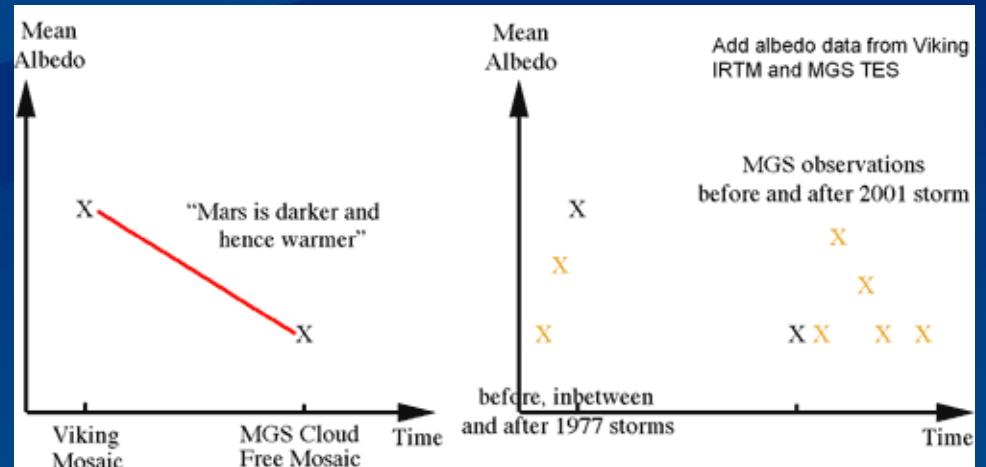 Mean
Albedo
X
"Mars is darker and
hence warmer"
X
Viking
Mosaic
MGS Cloud
Free Mosaic
Time
Mean
Albedo
Add albedo data from Viking
IRTM and MGS TES
MGS observations
before and after 2001 storm
X
X
X
X
X
X X
X X
before, inbetween
and after 1977 storms
Time